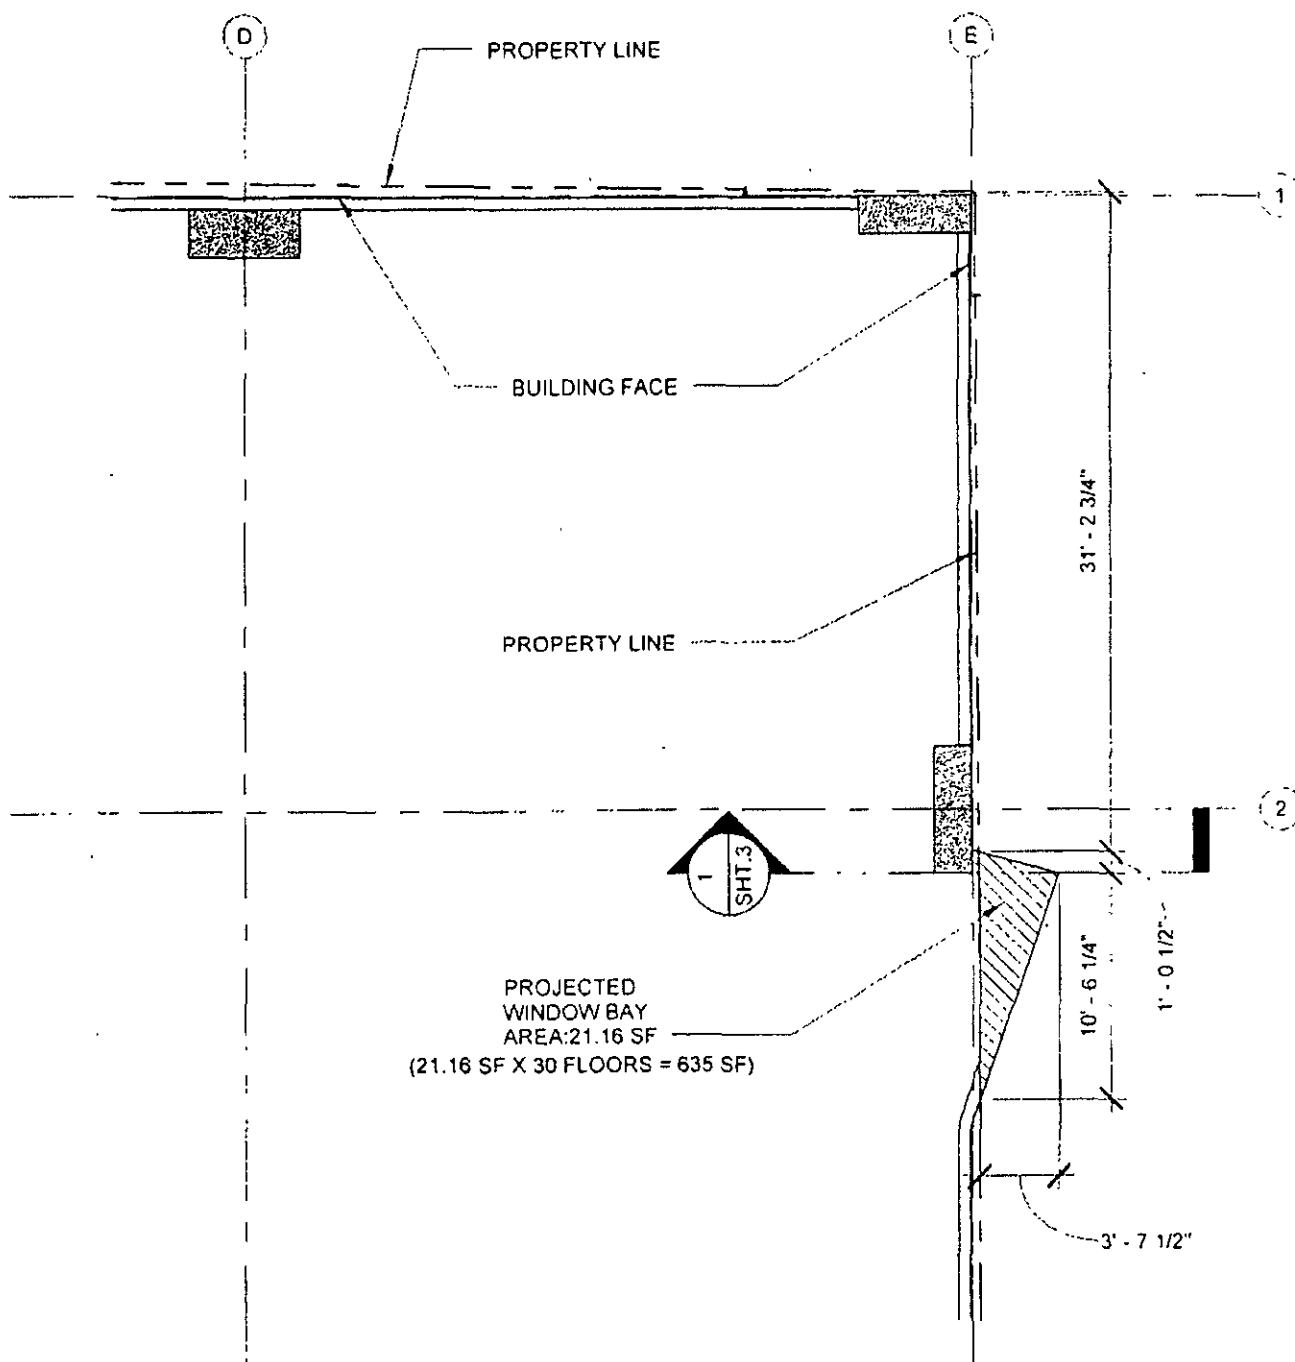 D
E
PROPERTY LINE
1
BUILDING FACE
31' - 2 3/4"
PROPERTY LINE
2
1
SHT.3
PROJECTED
WINDOW BAY
AREA:21.16 SF
(21.16 SF X 30 FLOORS = 635 SF)
10' - 6 1/4"
1' - 0 1/2"
3' - 7 1/2"